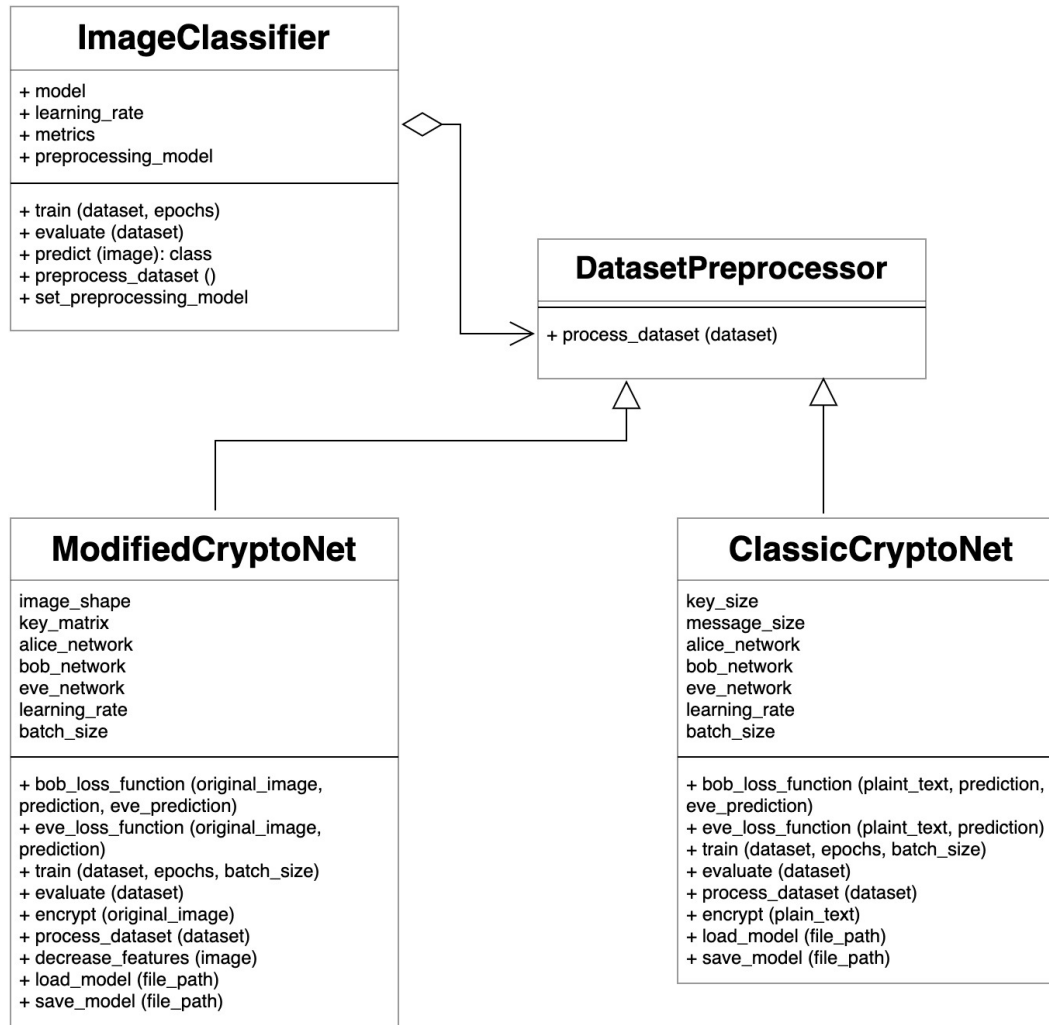 ImageClassifier
+ model
+ learning_rate
+ metrics
+ preprocessing_model
+ train (dataset, epochs)
+ evaluate (dataset)
+ predict (image): class
+ preprocess_dataset ()
+ set_preprocessing_model
DatasetPreprocessor
+ process_dataset (dataset)
ModifiedCryptoNet
image_shape
key_matrix
alice_network
bob_network
eve_network
learning_rate
batch_size
+ bob_loss_function (original_image,
prediction, eve_prediction)
+ eve_loss_function (original_image,
prediction)
+ train (dataset, epochs, batch_size)
+ evaluate (dataset)
+ encrypt (original_image)
+ process_dataset (dataset)
+ decrease_features (image)
+ load_model (file_path)
+ save_model (file_path)
ClassicCryptoNet
key_size
message_size
alice_network
bob_network
eve_network
learning_rate
batch_size
+ bob_loss_function (plaint_text, prediction,
eve_prediction)
+ eve_loss_function (plaint_text, prediction)
+ train (dataset, epochs, batch_size)
+ evaluate (dataset)
+ process_dataset (dataset)
+ encrypt (plain_text)
+ load_model (file_path)
+ save_model (file_path)